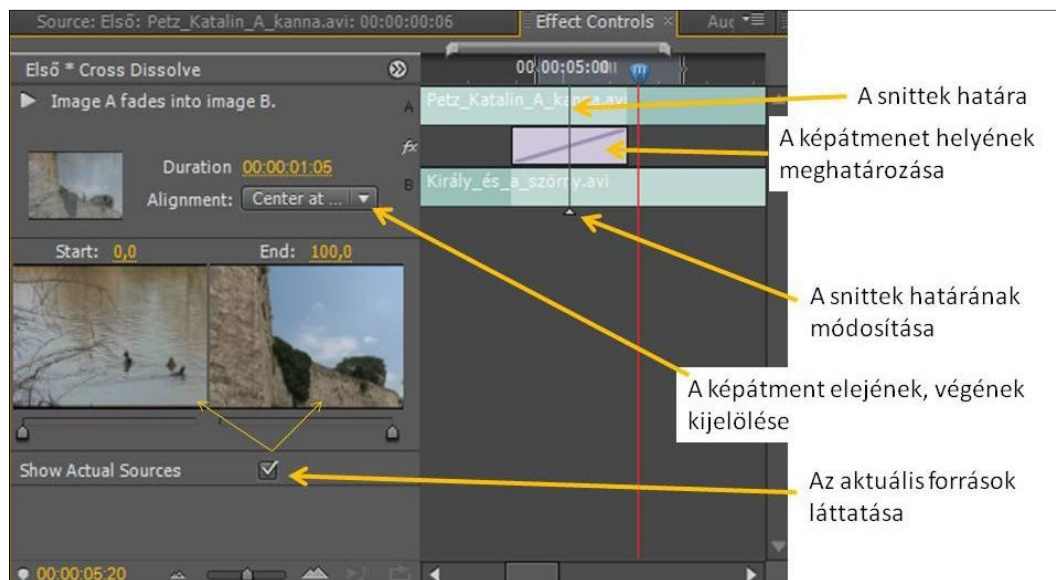 Source: Első: Petz_Katalin_A_kanna.avi: 00:00:00:06
Effect Controls ×
Első * Cross Dissolve
00:00:05:00
Image A fades into image B.
A
Petz_Katalin_A_kanna.avi
A snittek határa
fx
A képátmenet helyének
meghatározása
Duration 00:00:01:05
B
Király_és_a_szörny.avi
Alignment: Center at ...
Start: 0,0
End: 100,0
A snittek határának
módosítása
A képátment elejének, végének
kijelölése
Show Actual Sources
Az aktuális források
láttatása
00:00:05:20